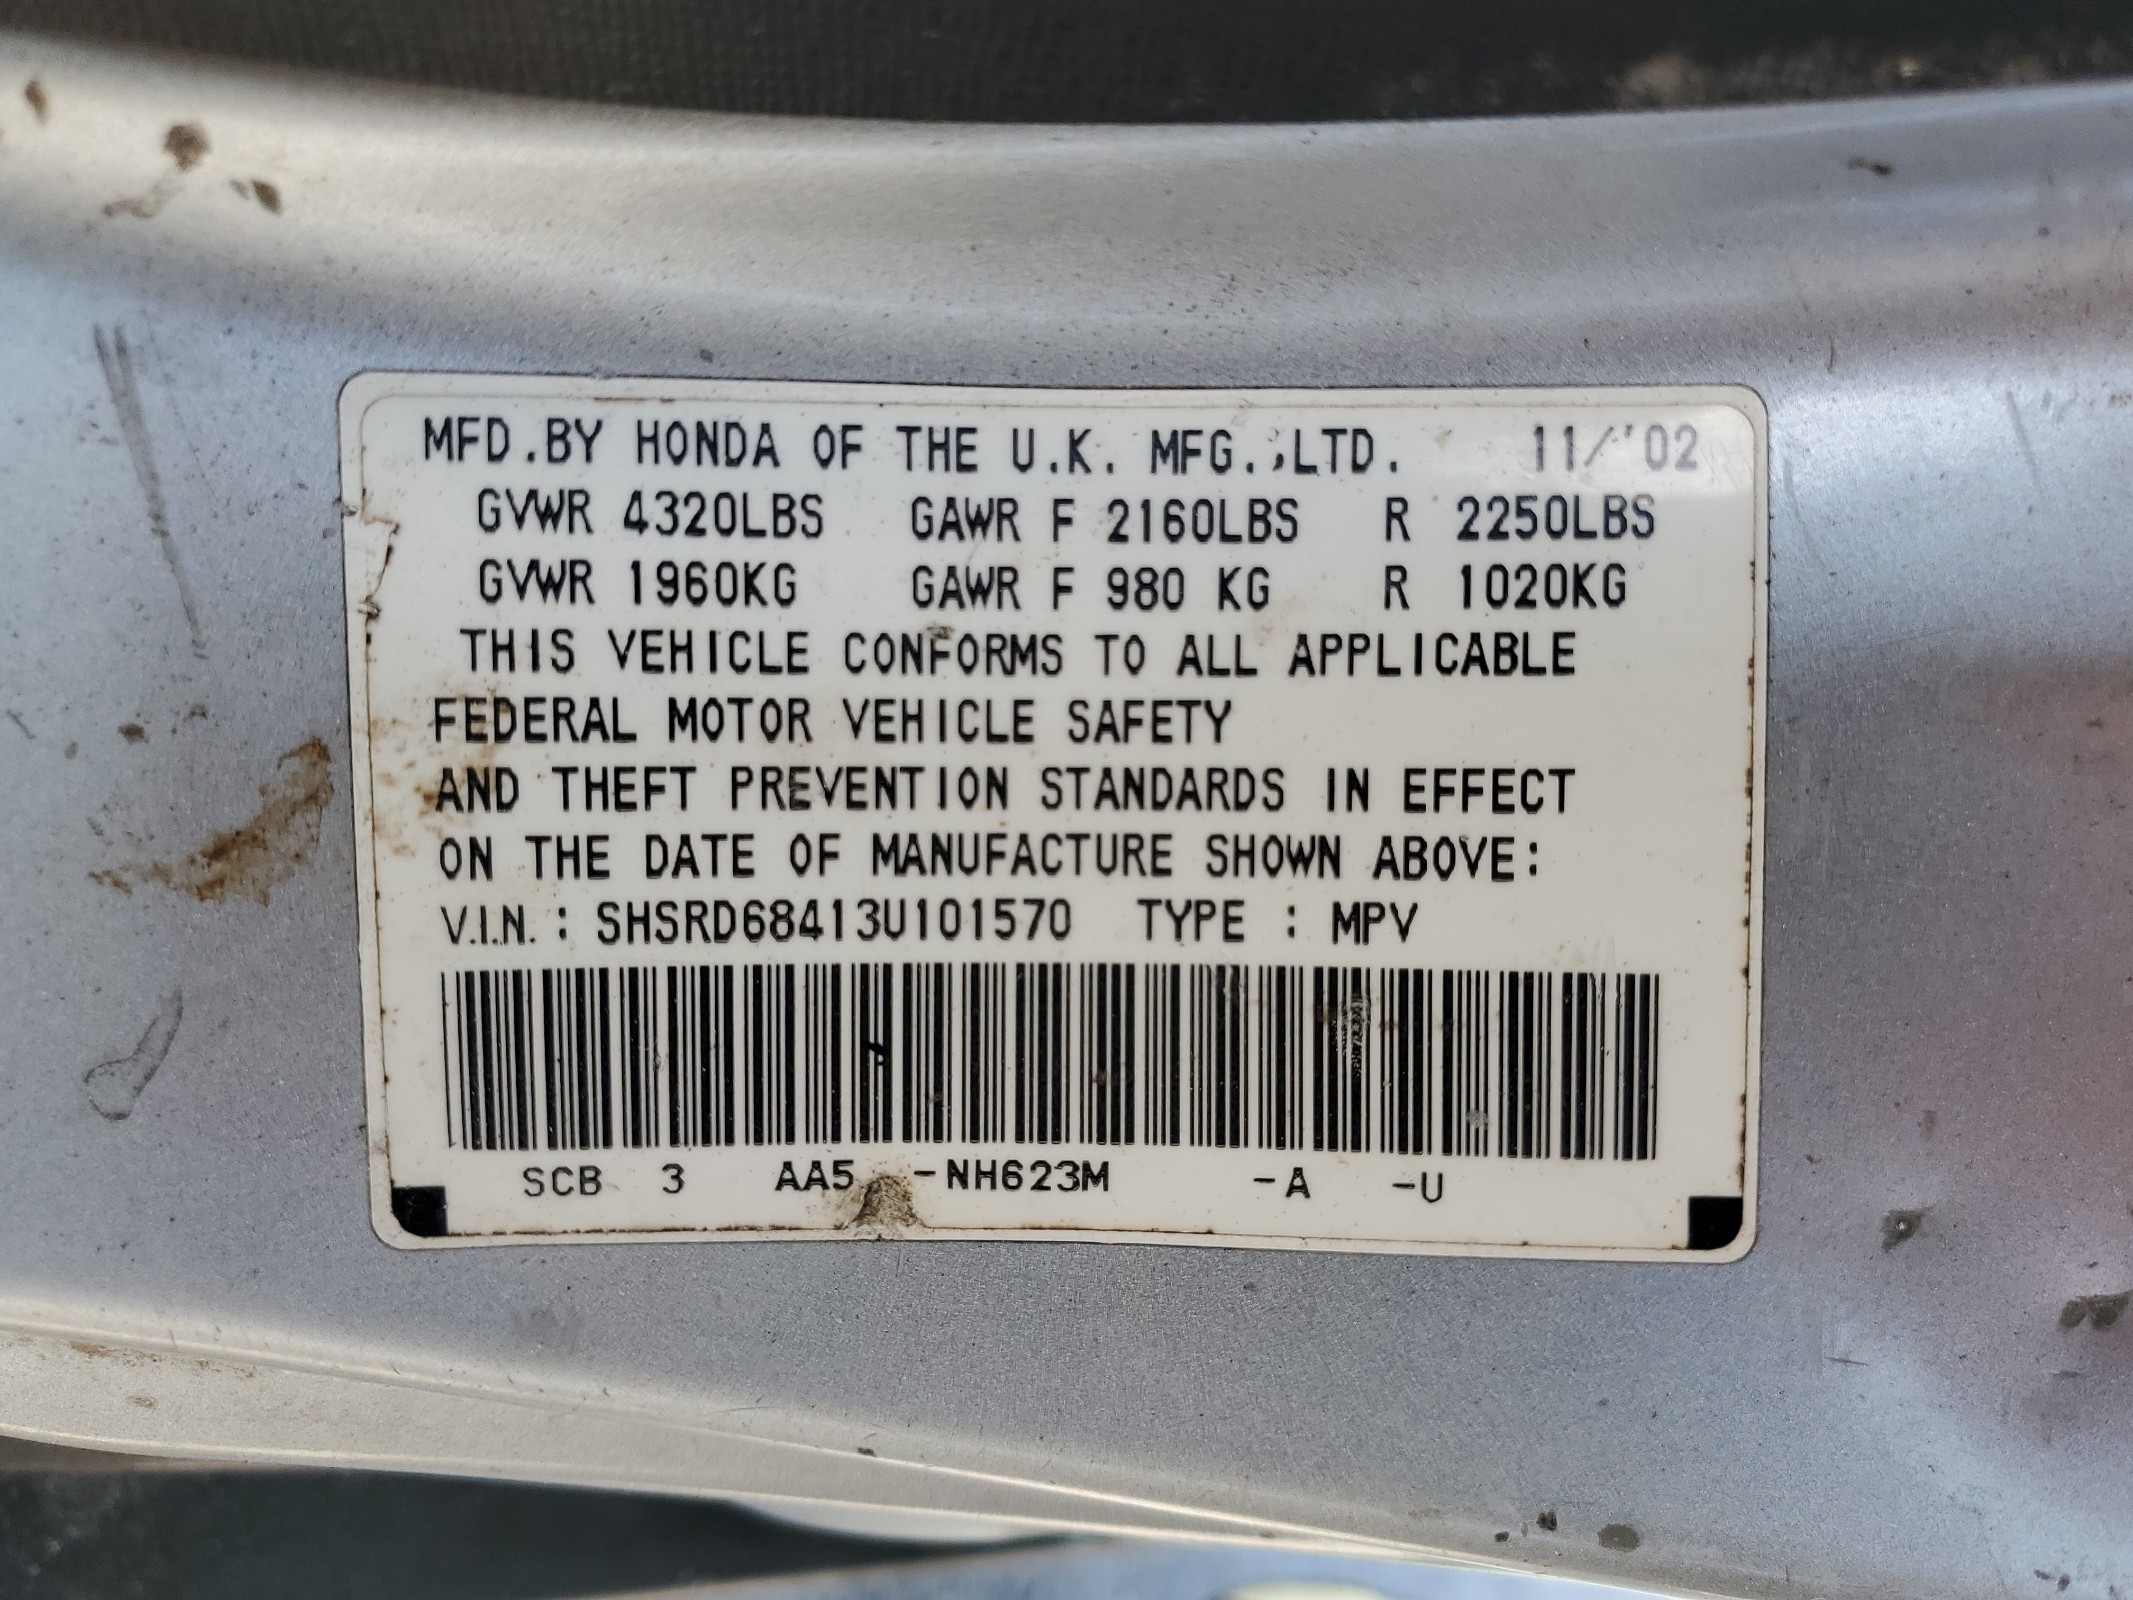 MFD.BY HONDA OF THE U.K. MFG.,LTD. 11/'02
GVWR 4320LBS GAWR F 2160LBS R 2250LBS
GVWR 1960KG GAWR F 980 KG R 1020KG
THIS VEHICLE CONFORMS TO ALL APPLICABLE
FEDERAL MOTOR VEHICLE SAFETY
AND THEFT PREVENTION STANDARDS IN EFFECT
ON THE DATE OF MANUFACTURE SHOWN ABOVE:
V.I.N. : SHSRD68413U101570 TYPE : MPV
SCB 3 AA5 -NH623M -A -U